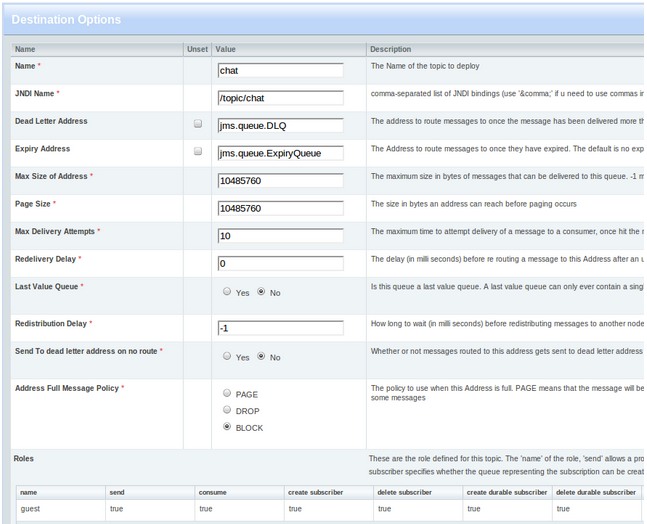 Destination Options
Name Unset Value Description
Name * chat The Name of the topic to deploy
JNDI Name * /topic/chat comma-separated list of JNDI bindings (use '&comma;' if u need to use commas in
Dead Letter Address jms.queue.DLQ The address to route messages to once the message has been delivered more th
Expiry Address jms.queue.ExpiryQueue The Address to route messages to once they have expired. The default is no exp
Max Size of Address * 10485760 The maximum size in bytes of messages that can be delivered to this queue. -1 m
Page Size * 10485760 The size in bytes an address can reach before paging occurs
Max Delivery Attempts * 10 The maximum time to attempt delivery of a message to a consumer, once hit the
Redelivery Delay * 0 The delay (in milli seconds) before re routing a message to this Address after an u
Last Value Queue * Yes No Is this queue a last value queue. A last value queue can only ever contain a sing
Redistribution Delay * -1 How long to wait (in milli seconds) before redistributing messages to another node
Send To dead letter address on no route * Yes No Whether or not messages routed to this address gets sent to dead letter address
Address Full Message Policy * PAGE The policy to use when this Address is full. PAGE means that the message will be
some messages
DROP
BLOCK
Roles These are the role defined for this topic. The 'name' of the role, 'send' allows a pro
subscriber specifies whether the queue representing the subscription can be creat
name send consume create subscriber delete subscriber create durable subscriber delete durable subscriber
guest true true true true true true